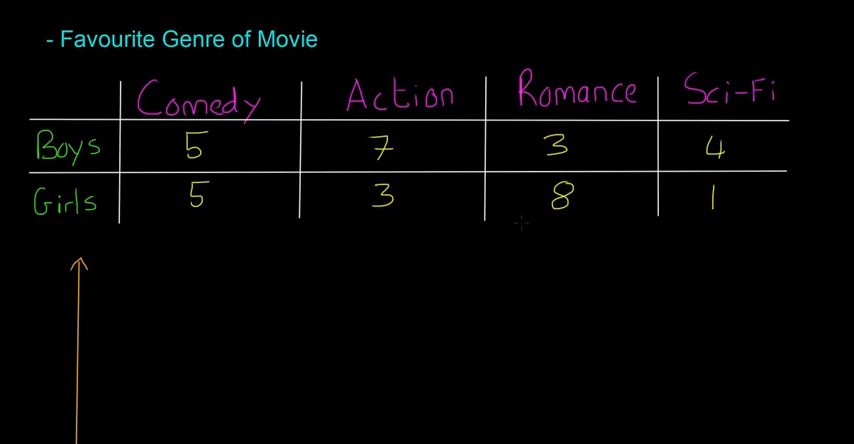 - Favourite Genre of Movie
Comedy Action Romance Sci-Fi
Boys 5 7 3 4
Girls 5 3 8 1